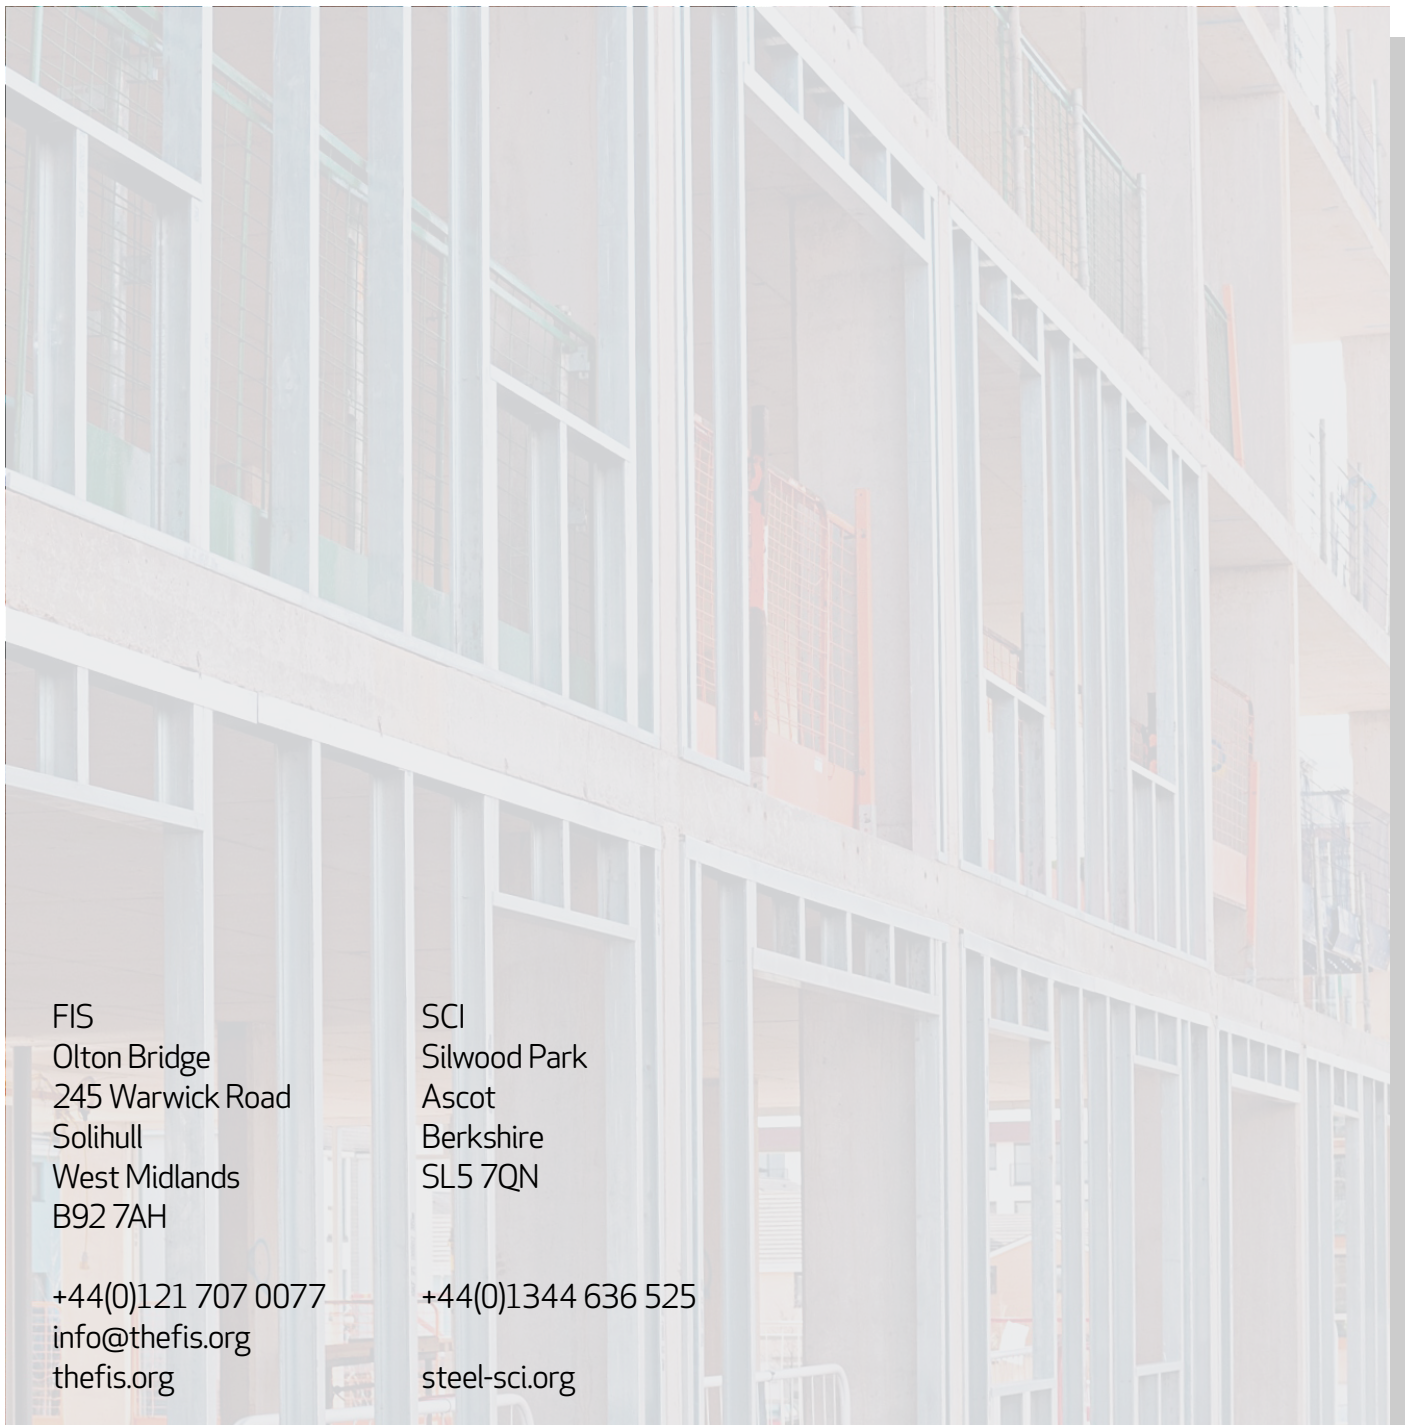 FIS
Olton Bridge
245 Warwick Road
Solihull
West Midlands
B92 7AH
+44(0)121 707 0077
info@thefis.org
thefis.org
SCI
Silwood Park
Ascot
Berkshire
SL5 7QN
+44(0)1344 636 525
steel-sci.org